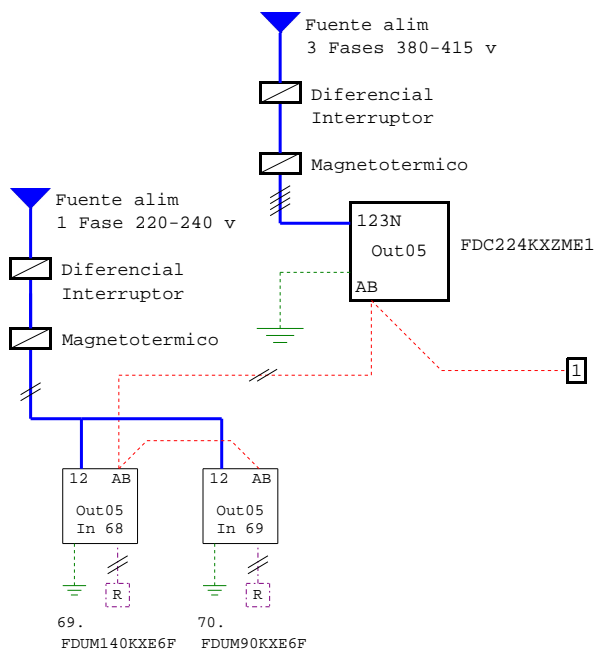 Fuente alim
3 Fases 380-415 v
Diferencial
Interruptor
Magnetotermico
123N
Out05
AB
FDC224KXZME1
1
Fuente alim
1 Fase 220-240 v
Diferencial
Interruptor
Magnetotermico
12 AB
Out05
In 68
R
69.
FDUM140KXE6F
12 AB
Out05
In 69
R
70.
FDUM90KXE6F